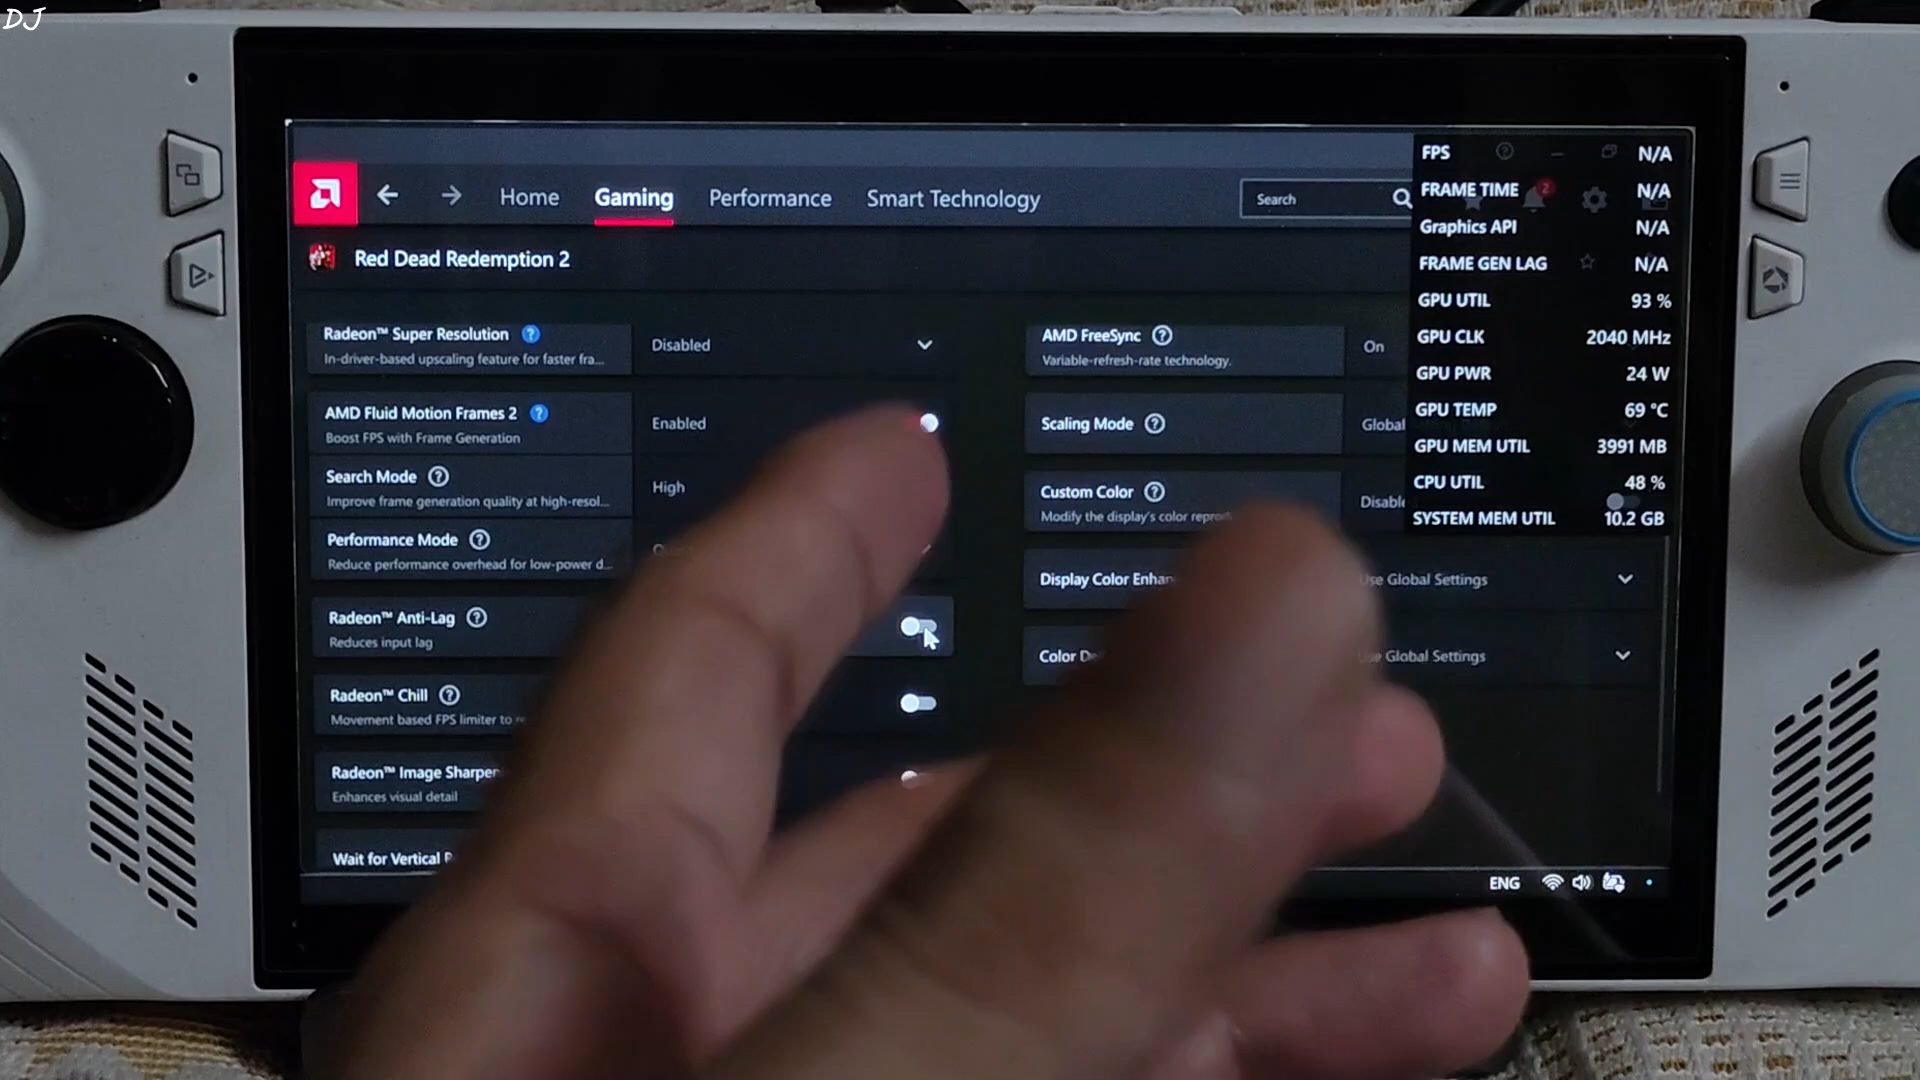 DJ
Home Gaming Performance Smart Technology Search
Red Dead Redemption 2
Radeon™ Super Resolution
In-driver-based upscaling feature for faster fra...
Disabled
AMD Fluid Motion Frames 2
Boost FPS with Frame Generation
Enabled
Search Mode
Improve frame generation quality at high-resol...
High
Performance Mode
Reduce performance overhead for low-power d...
Radeon™ Anti-Lag
Reduces input lag
Radeon™ Chill
Movement based FPS limiter to
Radeon™ Image Sharpen
Enhances visual detail
Wait for Vertical
AMD FreeSync
Variable-refresh-rate technology.
On
Scaling Mode
Global
Custom Color
Modify the display's color
Display Color
Use Global Settings
Color
Use Global Settings
FPS N/A
FRAME TIME N/A
2
Graphics API N/A
FRAME GEN LAG N/A
GPU UTIL 93 %
GPU CLK 2040 MHz
GPU PWR 24 W
GPU TEMP 69 °C
GPU MEM UTIL 3991 MB
CPU UTIL 48 %
SYSTEM MEM UTIL 10.2 GB
ENG